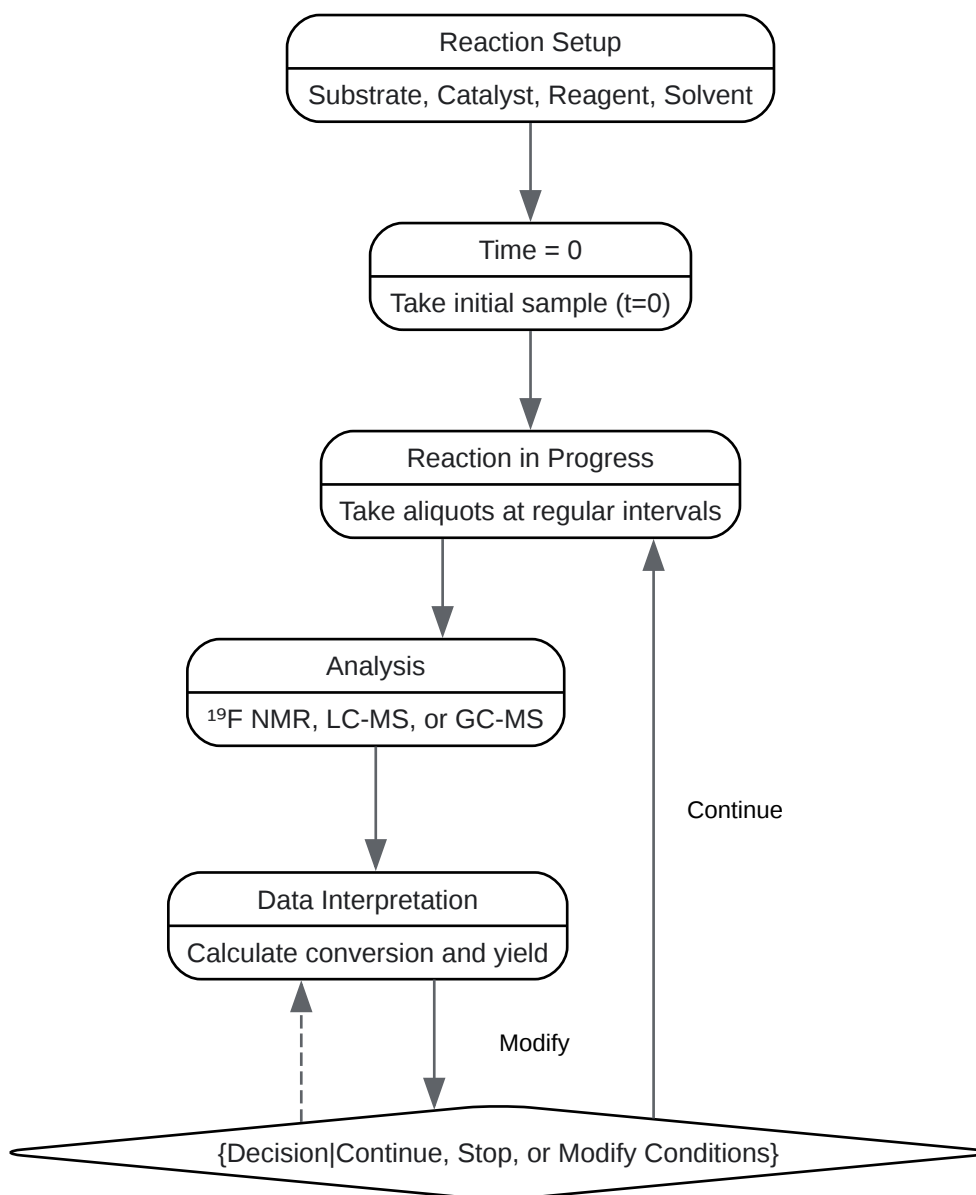 Reaction Setup
Substrate, Catalyst, Reagent, Solvent
Time = 0
Take initial sample (t=0)
Reaction in Progress
Take aliquots at regular intervals
Analysis
¹⁹F NMR, LC-MS, or GC-MS
Continue
Data Interpretation
Calculate conversion and yield
Modify
{Decision|Continue, Stop, or Modify Conditions}